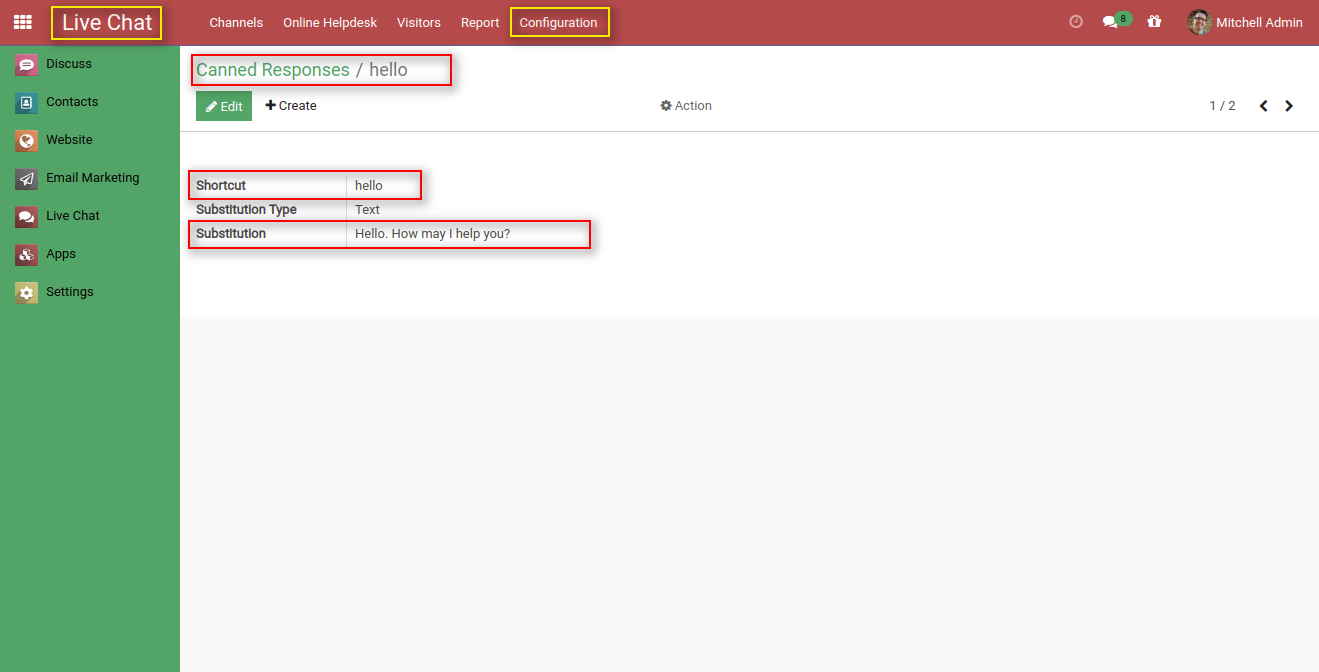 Live Chat Channels Online Helpdesk Visitors Report Configuration 8 Mitchell Admin
Discuss
Contacts
Website
Email Marketing
Live Chat
Apps
Settings
Canned Responses / hello
Edit Create Action 1 / 2
Shortcut hello
Substitution Type Text
Substitution Hello. How may I help you?